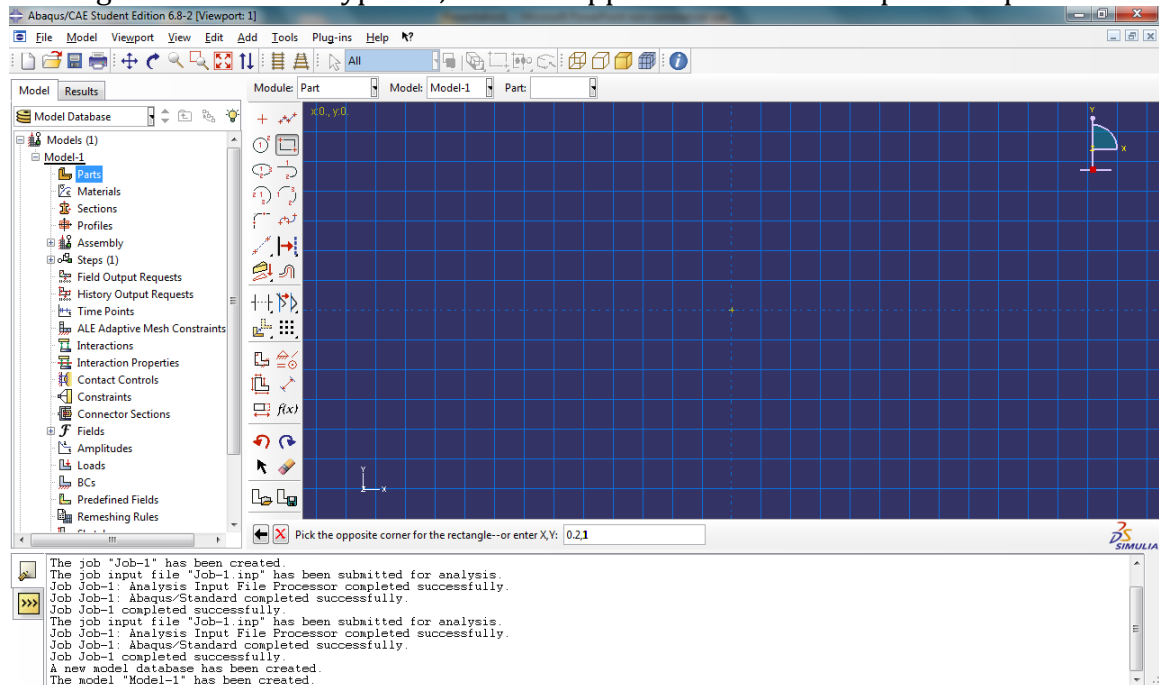 Abaqus/CAE Student Edition 6.8-2 [Viewport: 1]
File Model Viewport View Edit Add Tools Plug-ins Help
All
Model Results
Module: Part Model: Model-1 Part:
Model Database
x:0., y:0.
Models (1)
Model-1
Parts
Materials
Sections
Profiles
Assembly
Steps (1)
Field Output Requests
History Output Requests
Time Points
ALE Adaptive Mesh Constraints
Interactions
Interaction Properties
Contact Controls
Constraints
Connector Sections
Fields
Amplitudes
Loads
BCs
Predefined Fields
Remeshing Rules
f(x)
Y
X
Y
Z X
Pick the opposite corner for the rectangle--or enter X,Y: 0.2,1
SIMULIA
The job "Job-1" has been created.
The job input file "Job-1.inp" has been submitted for analysis.
Job Job-1: Analysis Input File Processor completed successfully.
Job Job-1: Abaqus/Standard completed successfully.
Job Job-1 completed successfully.
The job input file "Job-1.inp" has been submitted for analysis.
Job Job-1: Analysis Input File Processor completed successfully.
Job Job-1: Abaqus/Standard completed successfully.
Job Job-1 completed successfully.
A new model database has been created.
The model "Model-1" has been created.